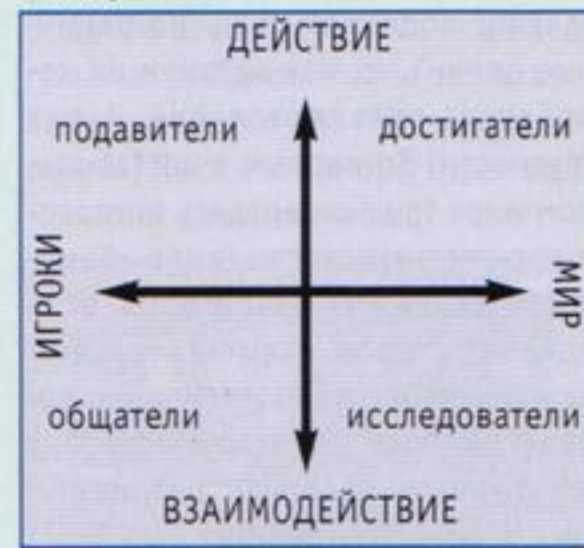 ДЕЙСТВИЕ
подавители достигатели
ИГРОКИ
МИР
общатели исследователи
ВЗАИМОДЕЙСТВИЕ